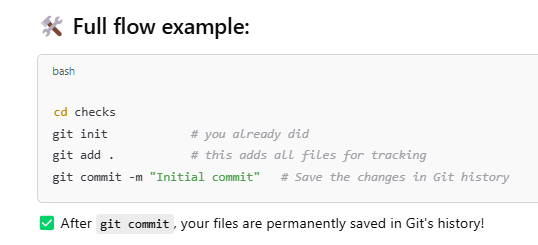 🛠️ Full flow example:
bash
cd checks
git init # you already did
git add . # this adds all files for tracking
git commit -m "Initial commit" # Save the changes in Git history
✅ After git commit, your files are permanently saved in Git's history!